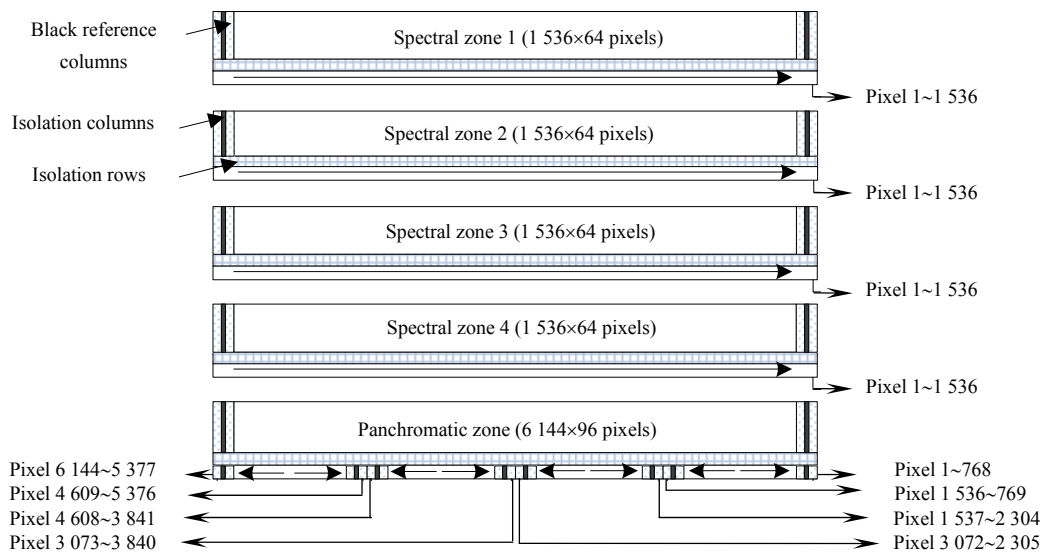 Black reference
columns
Spectral zone 1 (1 536×64 pixels)
Pixel 1~1 536
Isolation columns
Spectral zone 2 (1 536×64 pixels)
Isolation rows
Pixel 1~1 536
Spectral zone 3 (1 536×64 pixels)
Pixel 1~1 536
Spectral zone 4 (1 536×64 pixels)
Pixel 1~1 536
Panchromatic zone (6 144×96 pixels)
Pixel 6 144~5 377
Pixel 4 609~5 376
Pixel 4 608~3 841
Pixel 3 073~3 840
Pixel 1~768
Pixel 1 536~769
Pixel 1 537~2 304
Pixel 3 072~2 305